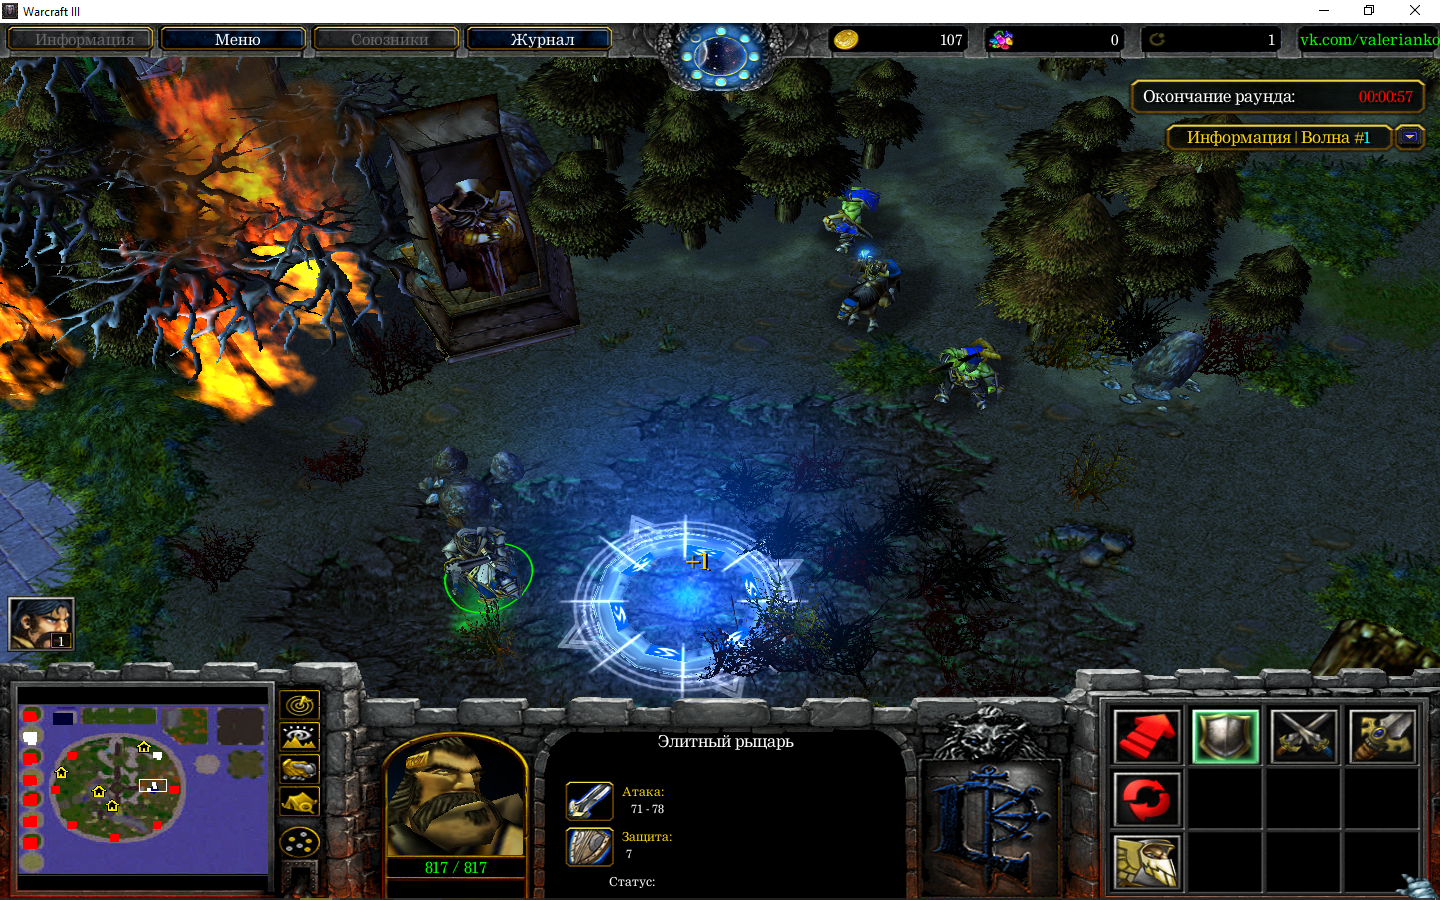 Warcraft III
Информация
Меню
Союзники
Журнал
107
0
1
vk.com/valerianko
Окончание раунда: 00:00:57
Информация | Волна #1
+1
1
Элитный рыцарь
Атака:
71 - 78
Защита:
7
Статус:
817 / 817